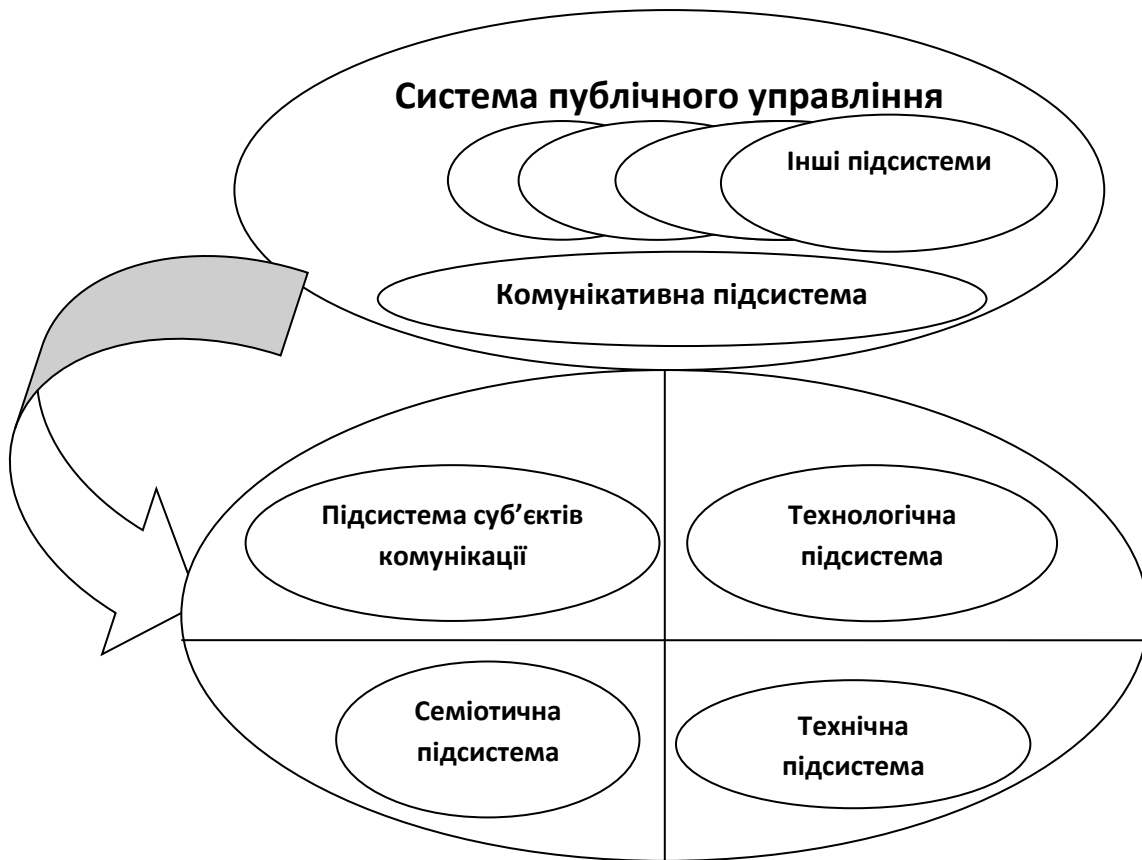 Система публічного управління
Інші підсистеми
Комунікативна підсистема
Підсистема суб’єктів
комунікації
Технологічна
підсистема
Семіотична
підсистема
Технічна
підсистема